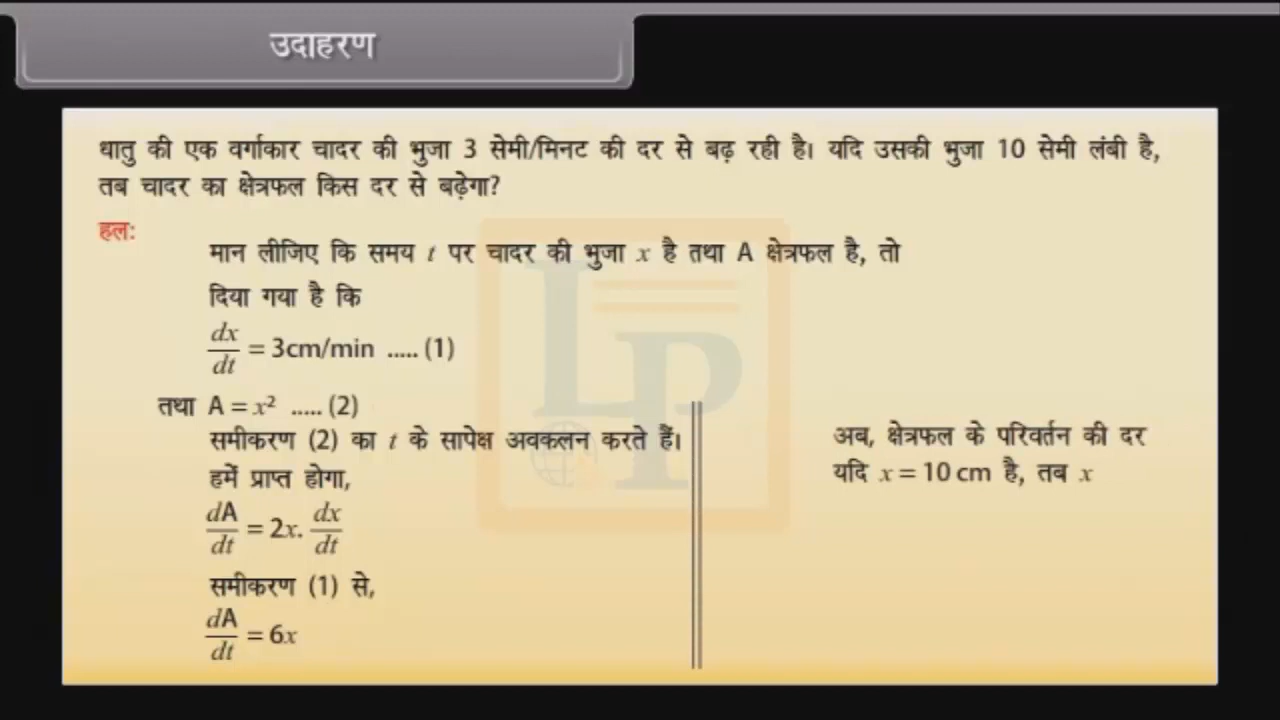 उदाहरण
धातु की एक वर्गाकार चादर की भुजा 3 सेमी/मिनट की दर से बढ़ रही है। यदि उसकी भुजा 10 सेमी लंबी है,
तब चादर का क्षेत्रफल किस दर से बढ़ेगा?
हल:
मान लीजिए कि समय t पर चादर की भुजा x है तथा A क्षेत्रफल है, तो
दिया गया है कि
dx/dt = 3cm/min ..... (1)
तथा A = x² ..... (2)
समीकरण (2) का t के सापेक्ष अवकलन करते हैं।
हमें प्राप्त होगा,
dA/dt = 2x. dx/dt
समीकरण (1) से,
dA/dt = 6x
अब, क्षेत्रफल के परिवर्तन की दर
यदि x = 10 cm है, तब x
LP